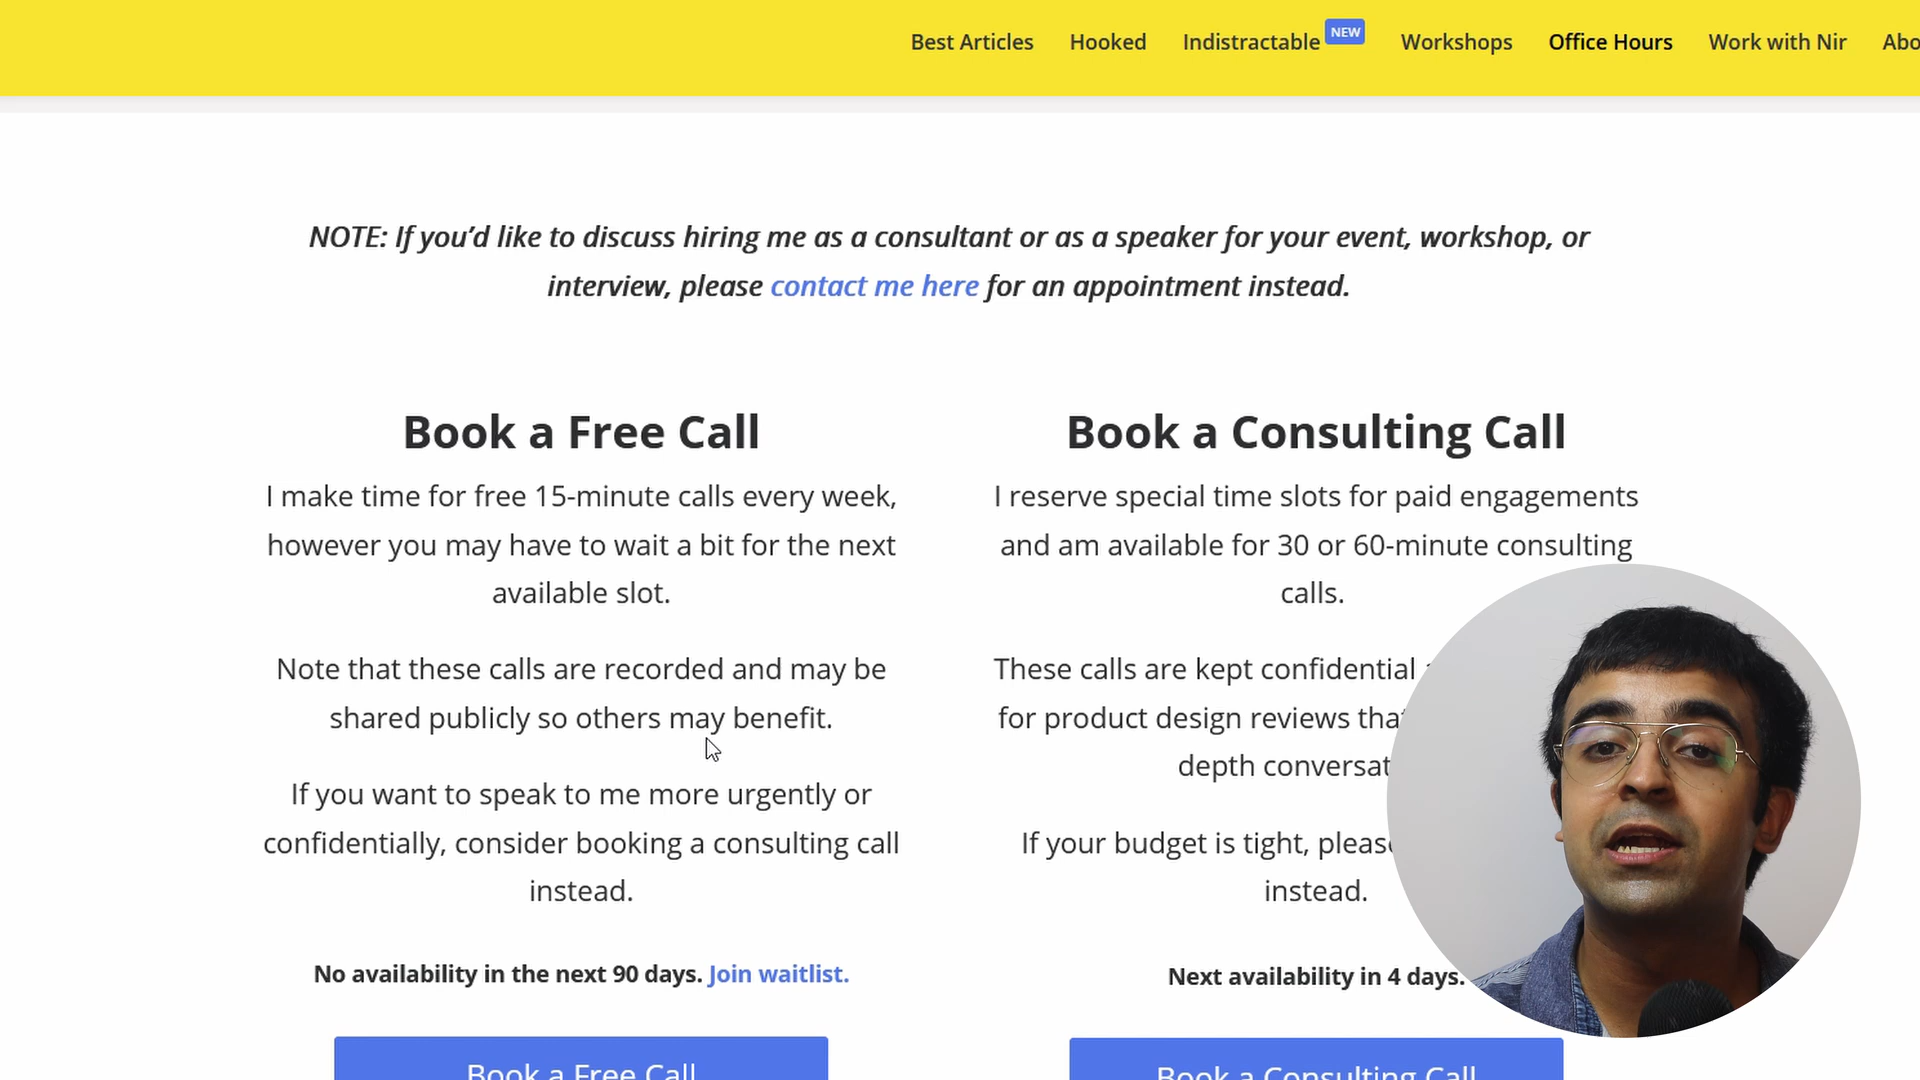 Best Articles Hooked Indistractable NEW Workshops Office Hours Work with Nir
NOTE: If you’d like to discuss hiring me as a consultant or as a speaker for your event, workshop, or
interview, please contact me here for an appointment instead.
Book a Free Call
I make time for free 15-minute calls every week,
however you may have to wait a bit for the next
available slot.
Note that these calls are recorded and may be
shared publicly so others may benefit.
If you want to speak to me more urgently or
confidentially, consider booking a consulting call
instead.
No availability in the next 90 days. Join waitlist.
Book a Free Call
Book a Consulting Call
I reserve special time slots for paid engagements
and am available for 30 or 60-minute consulting
calls.
These calls are kept confidential
for product design reviews
depth
If your budget is tight,
instead.
Next availability in 4 days.
Book a Consulting Call